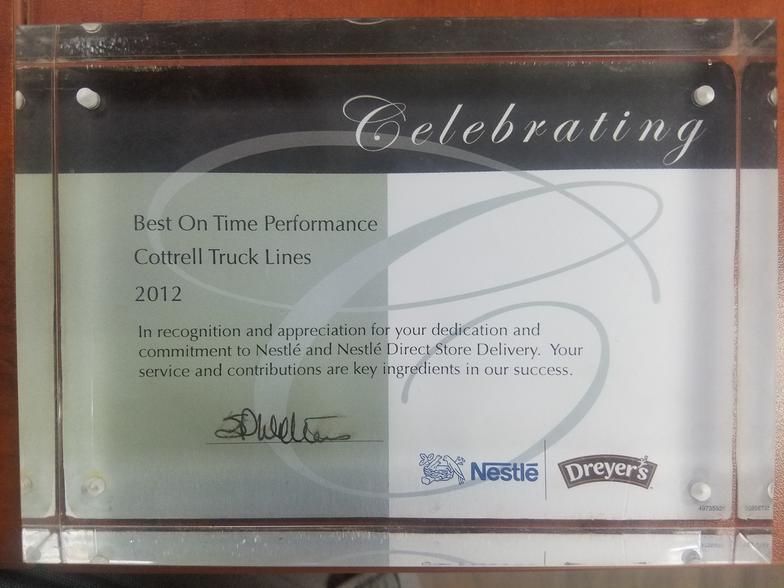 Celebrating
Best On Time Performance
Cottrell Truck Lines
2012
In recognition and appreciation for your dedication and
commitment to Nestlé and Nestlé Direct Store Delivery. Your
service and contributions are key ingredients in our success.
Nestlé
Dreyer's